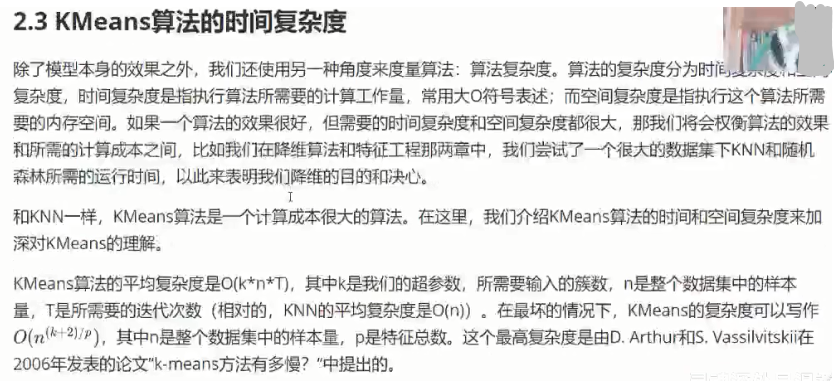 2.3 KMeans算法的时间复杂度
除了模型本身的效果之外，我们还使用另一种角度来度量算法：算法复杂度。算法的复杂度分为时间复杂度和空间
复杂度，时间复杂度是指执行算法所需要的计算工作量，常用大O符号表述；而空间复杂度是指执行这个算法所需
要的内存空间。如果一个算法的效果很好，但需要的时间复杂度和空间复杂度都很大，那我们将会权衡算法的效果
和所需的计算成本之间，比如我们在降维算法和特征工程那两章中，我们尝试了一个很大的数据集下KNN和随机
森林所需的运行时间，以此来表明我们降维的目的和决心。
和KNN一样，KMeans算法是一个计算成本很大的算法。在这里，我们介绍KMeans算法的时间和空间复杂度来加
深对KMeans的理解。
KMeans算法的平均复杂度是O(k*n*T)，其中k是我们的超参数，所需要输入的簇数，n是整个数据集中的样本
量，T是所需要的迭代次数（相对的，KNN的平均复杂度是O(n)）。在最坏的情况下，KMeans的复杂度可以写作
O(n^{(k+2)/p})，其中n是整个数据集中的样本量，p是特征总数。这个最高复杂度是由D. Arthur和S. Vassilvitskii在
2006年发表的论文"k-means方法有多慢？"中提出的。